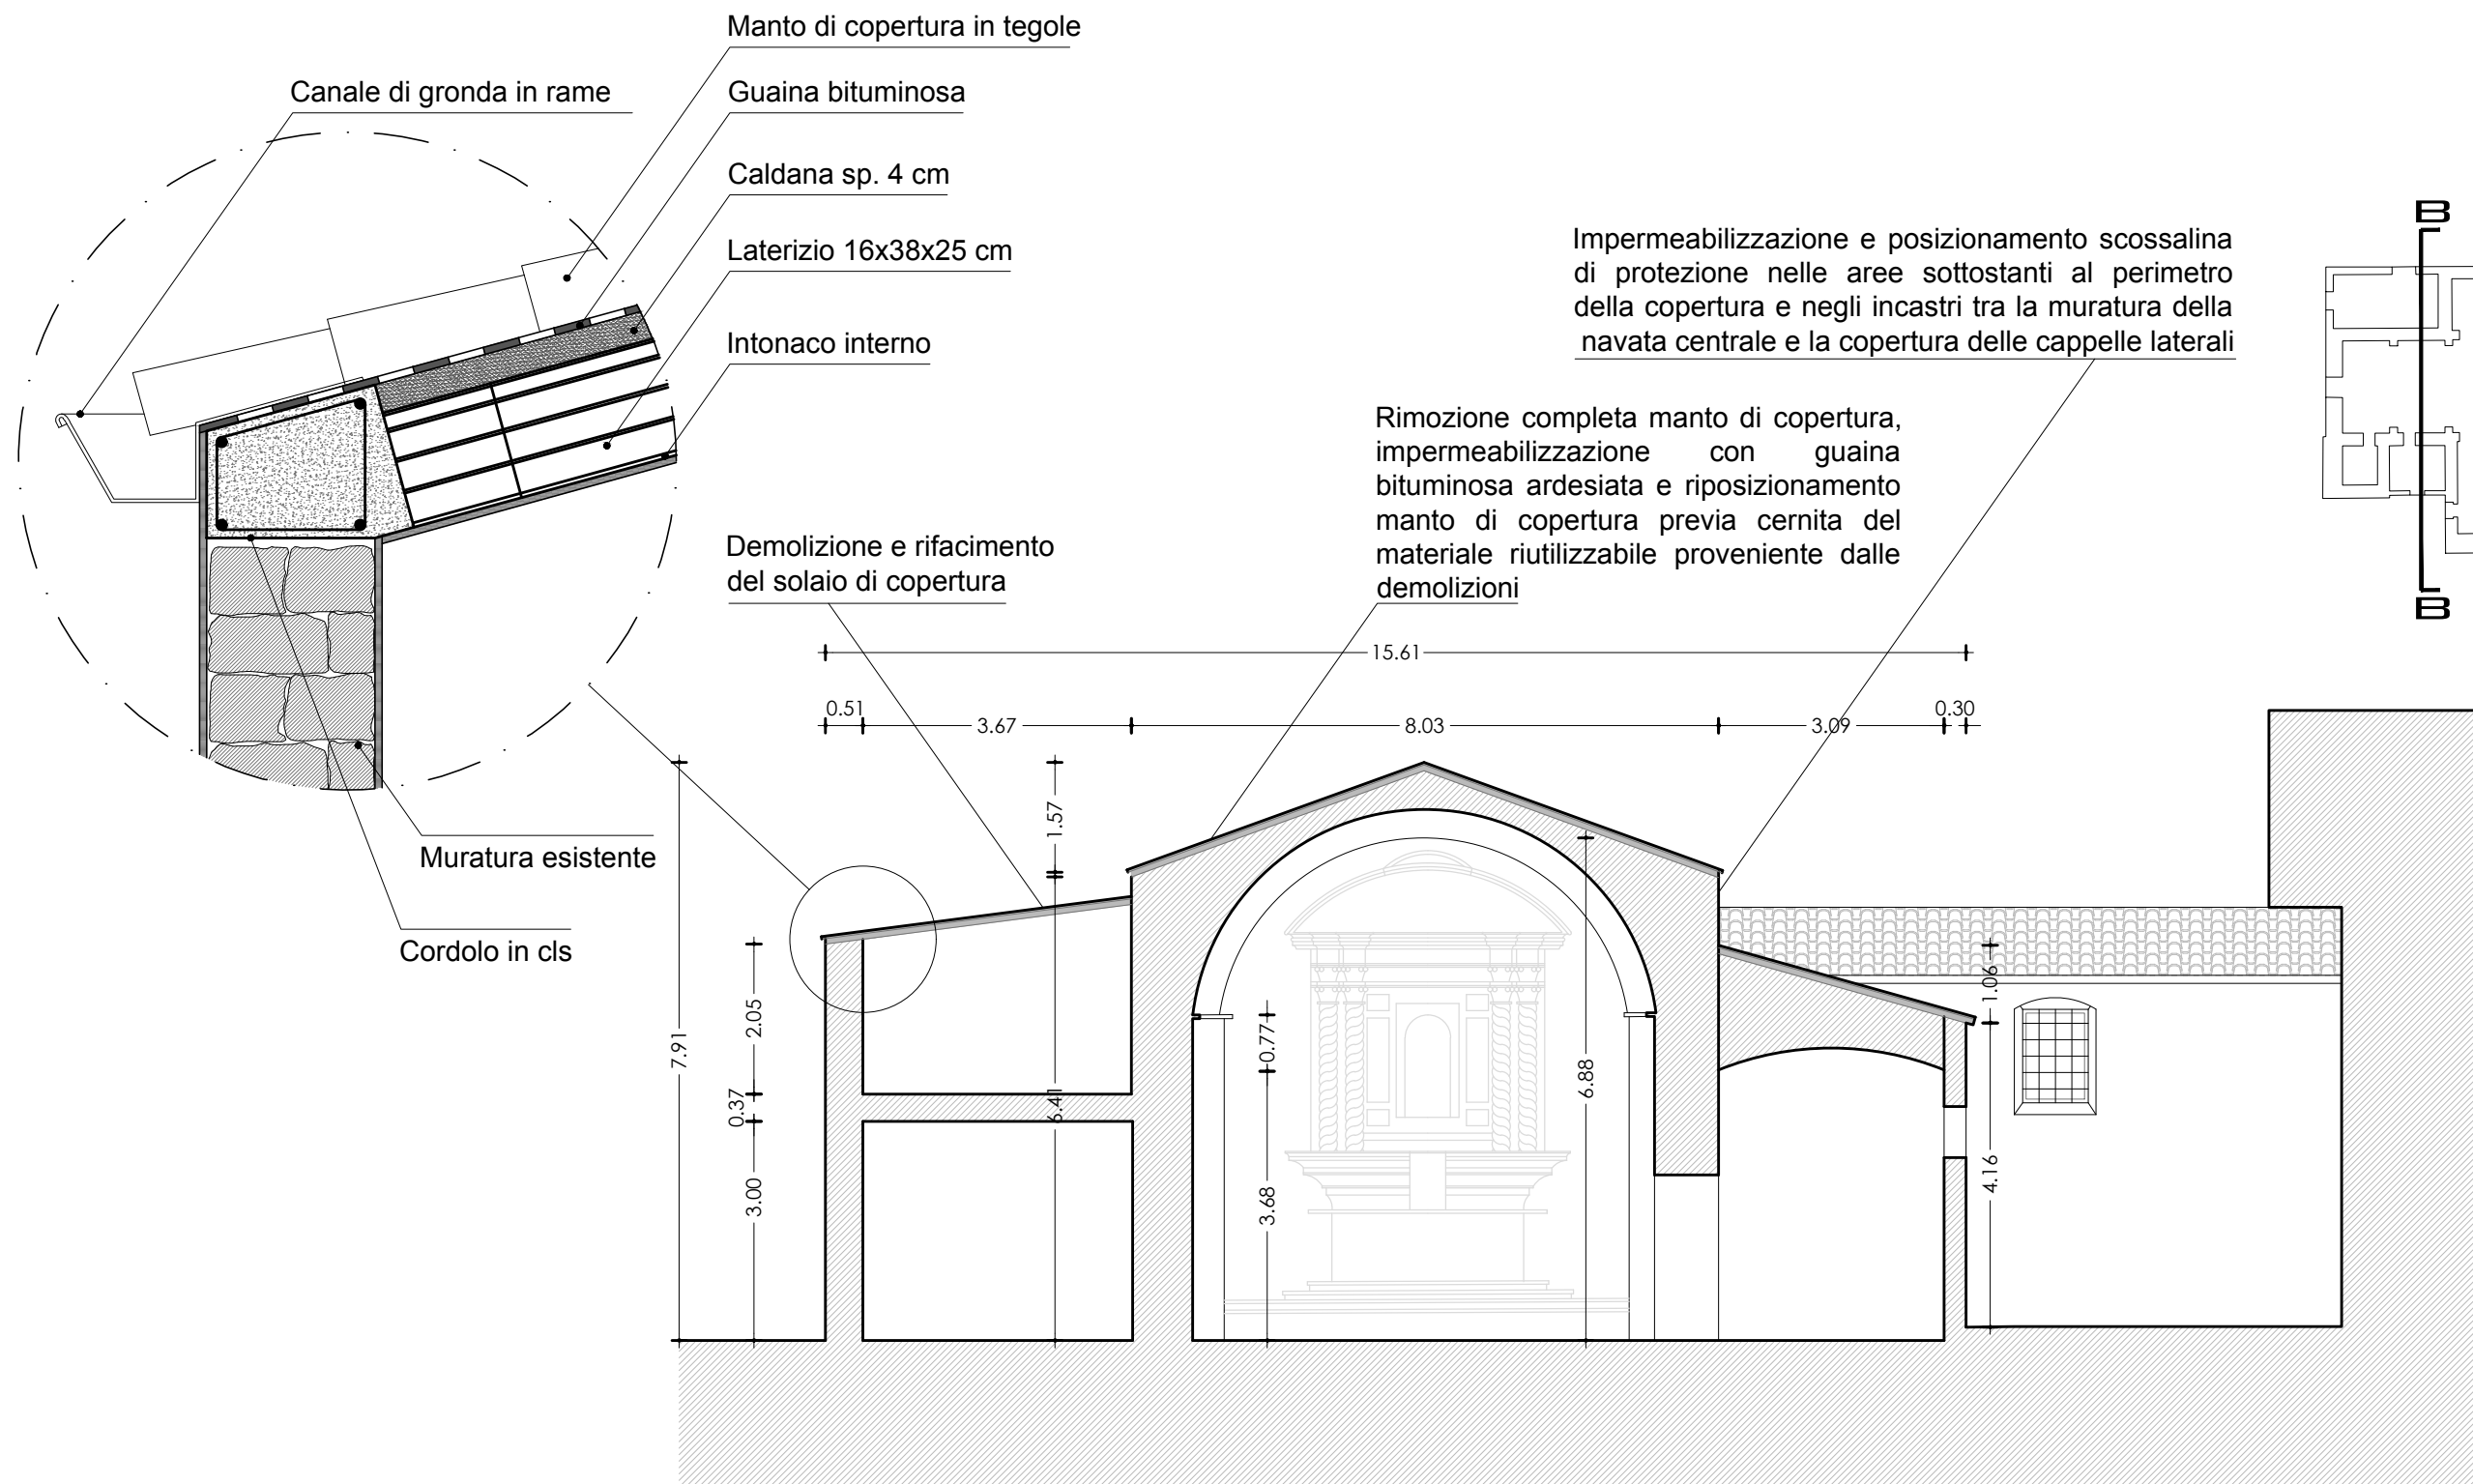 Manto di copertura in tegole
Canale di gronda in rame
Guaina bituminosa
Caldana sp. 4 cm
Laterizio 16x38x25 cm
Intonaco interno
Impermeabilizzazione e posizionamento scossalina
di protezione nelle aree sottostanti al perimetro
della copertura e negli incastri tra la muratura della
navata centrale e la copertura delle cappelle laterali
B
B
Rimozione completa manto di copertura,
impermeabilizzazione con guaina
bituminosa ardesiata e riposizionamento
manto di copertura previa cernita del
materiale riutilizzabile proveniente dalle
demolizioni
Demolizione e rifacimento
del solaio di copertura
Muratura esistente
Cordolo in cls
15.61
0.51
3.67
8.03
3.09
0.30
7.91
2.05
0.37
3.00
1.57
6.41
0.77
3.68
6.88
1.06
4.16